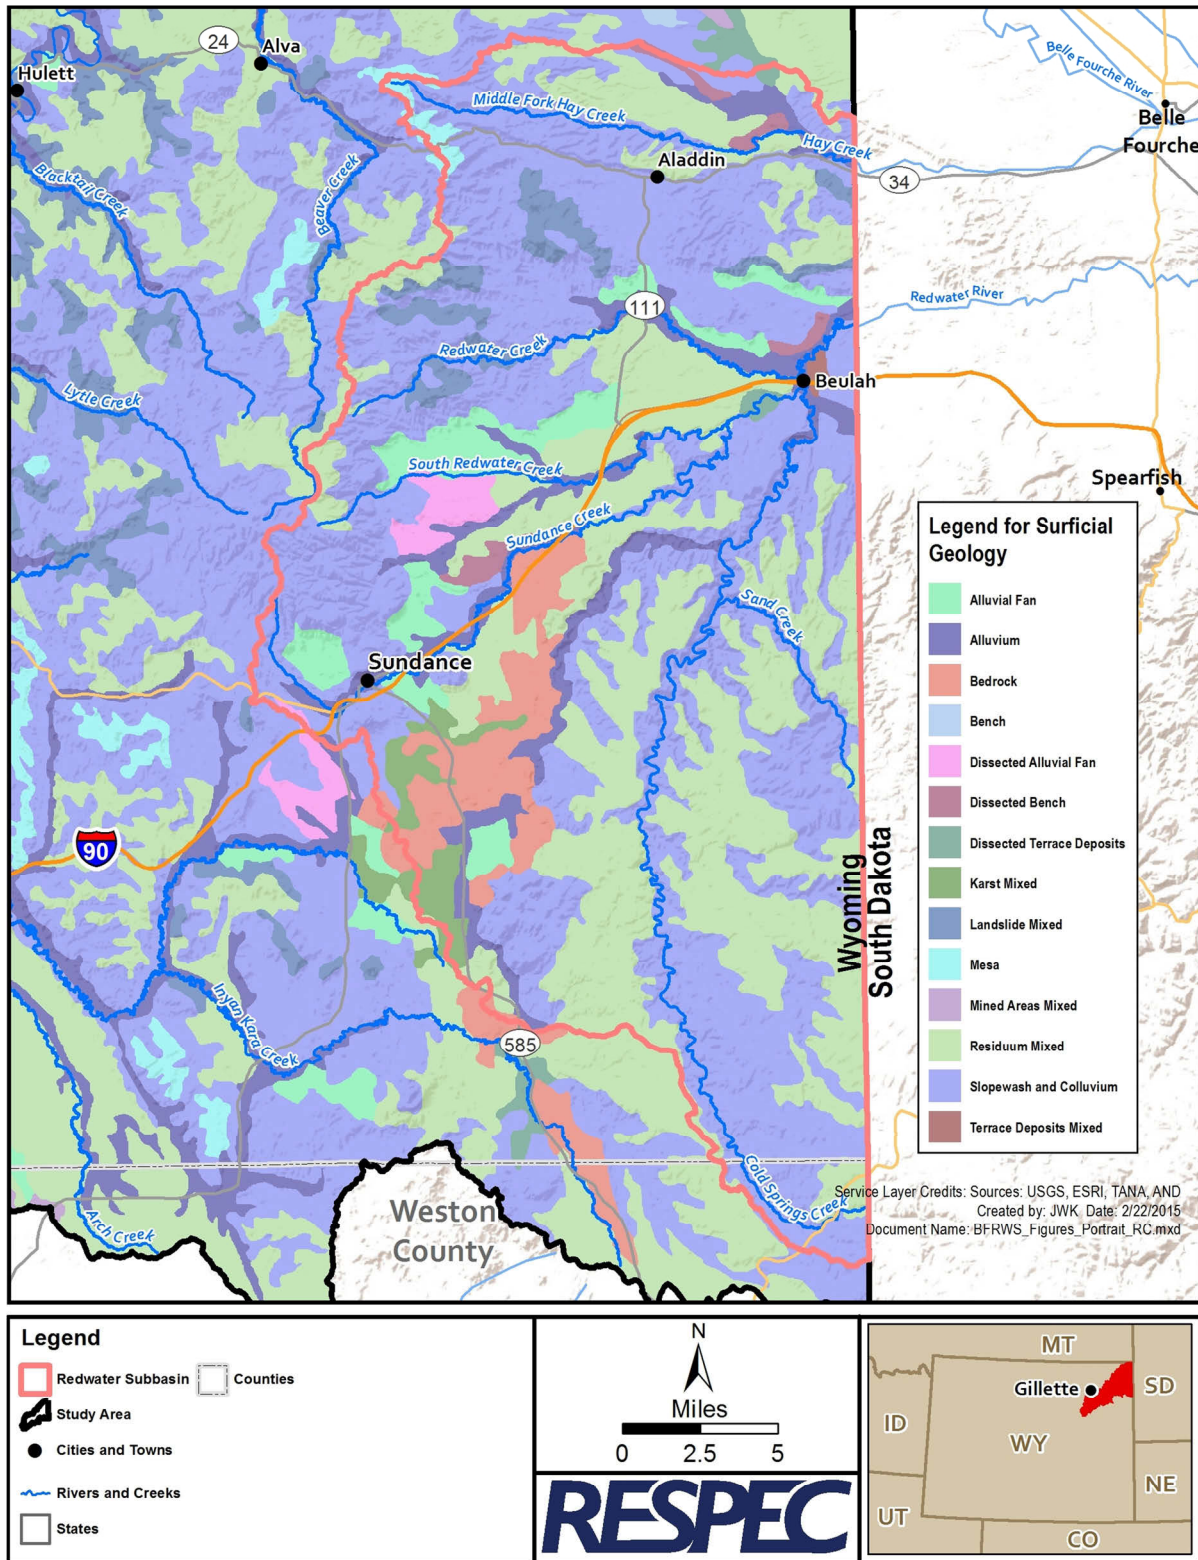 24
Alva
Hulett
Middle Fork Hay Creek
Hay Creek
Belle Fourche River
Belle
Fourche
Aladdin
34
Blacktail Creek
Beaver Creek
111
Redwater River
Redwater Creek
Beulah
Lytle Creek
South Redwater Creek
Spearfish
Sundance Creek
Sand Creek
Sundance
90
Wyoming
South Dakota
Inyan Kara Creek
585
Cold Springs Creek
Arch Creek
Weston
County
Legend for Surficial
Geology
Alluvial Fan
Alluvium
Bedrock
Bench
Dissected Alluvial Fan
Dissected Bench
Dissected Terrace Deposits
Karst Mixed
Landslide Mixed
Mesa
Mined Areas Mixed
Residuum Mixed
Slopewash and Colluvium
Terrace Deposits Mixed
Service Layer Credits: Sources: USGS, ESRI, TANA, AND
Created by: JWK Date: 2/22/2015
Document Name: BFRWS_Figures_Portrait_RC.mxd
Legend
Redwater Subbasin
Counties
Study Area
Cities and Towns
Rivers and Creeks
States
N
Miles
0 2.5 5
RESPEC
MT
Gillette
SD
ID
WY
NE
UT
CO